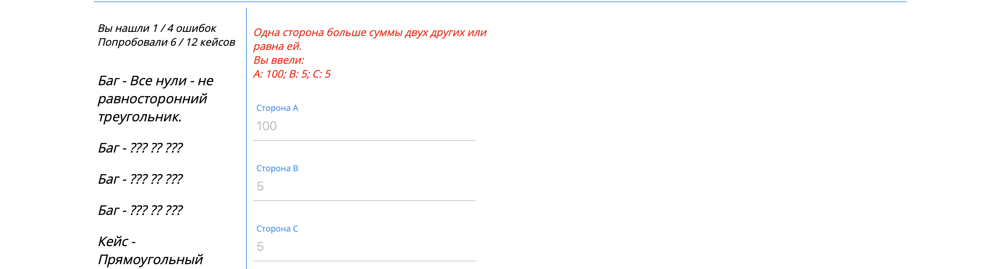 Вы нашли 1 / 4 ошибок
Попробовали 6 / 12 кейсов
Баг - Все нули - не
равносторонний
треугольник.
Баг - ??? ?? ???
Баг - ??? ?? ???
Баг - ??? ?? ???
Кейс -
Прямоугольный
Одна сторона больше суммы двух других или
равна ей.
Вы ввели:
A: 100; B: 5; C: 5
Сторона A
100
Сторона B
5
Сторона C
5